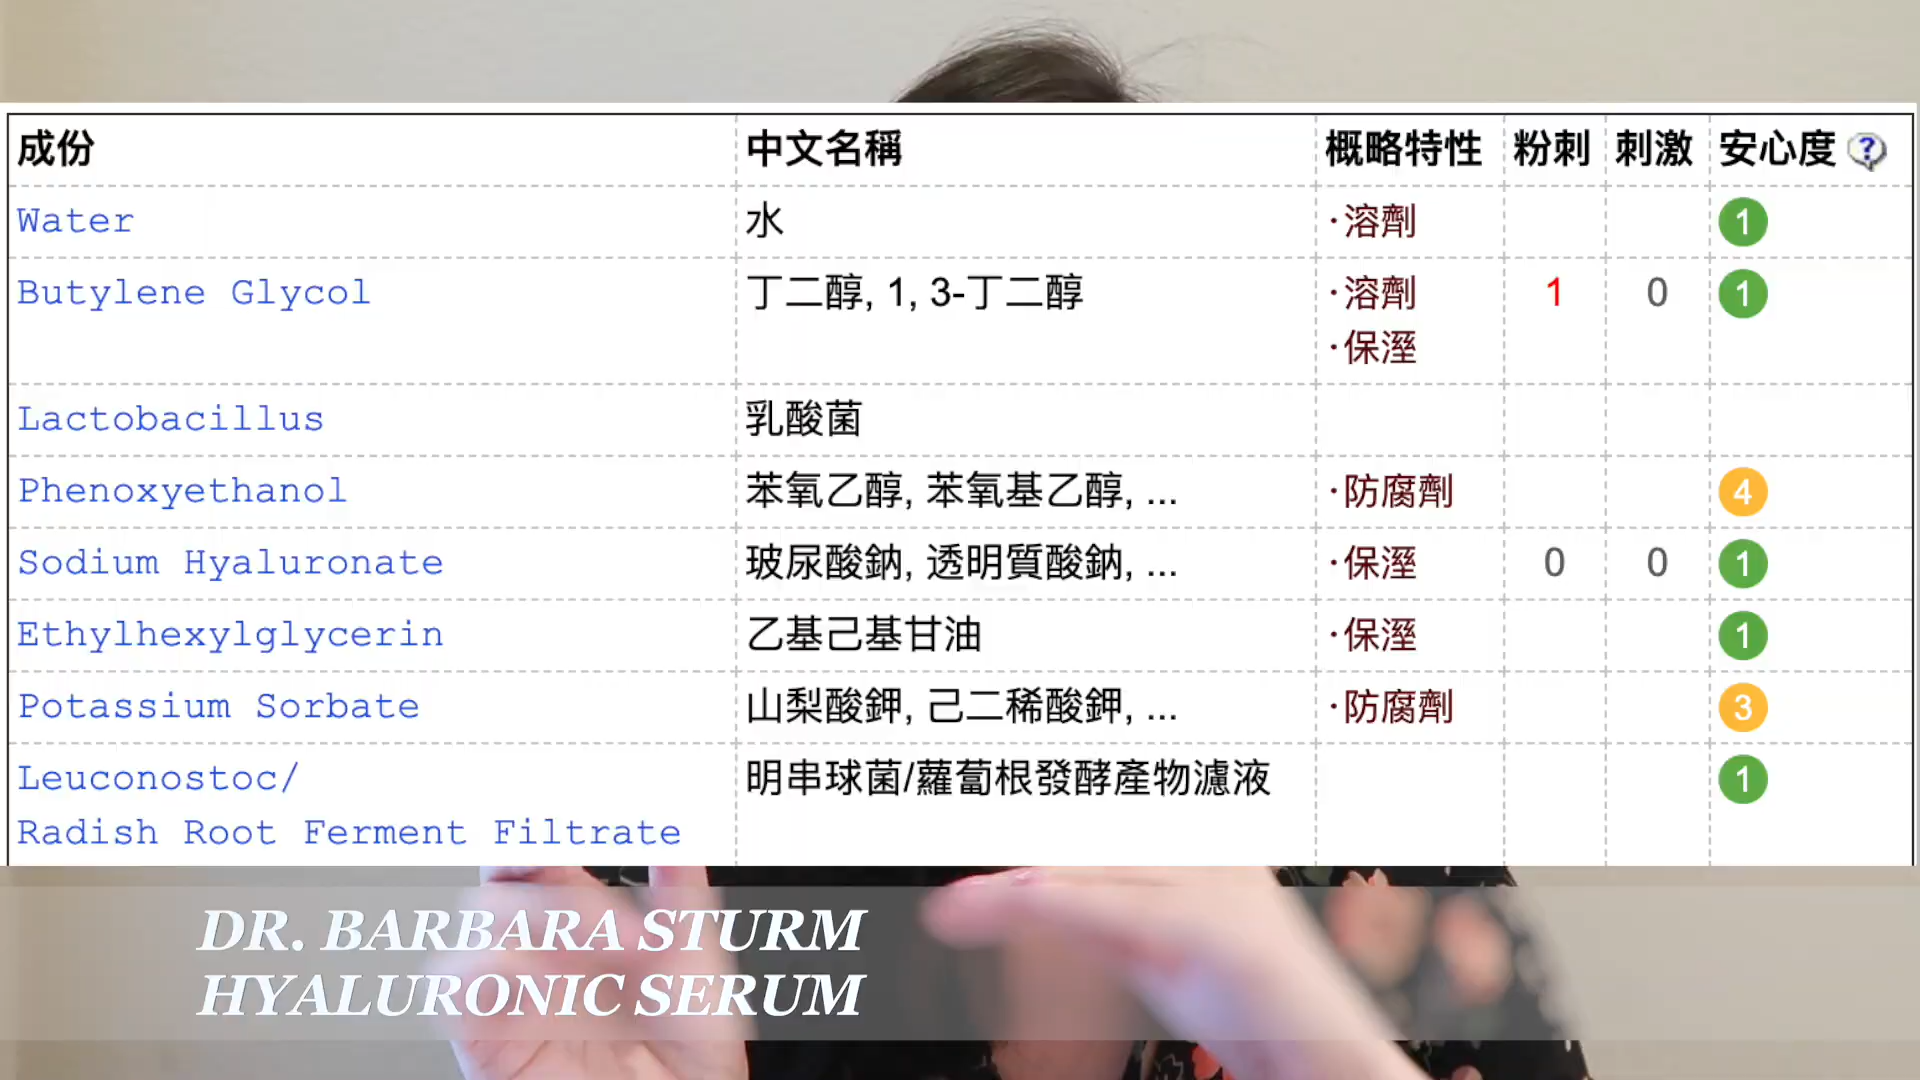 成份 中文名稱 概略特性 粉刺 刺激 安心度 ?
Water 水 ·溶劑 1
Butylene Glycol 丁二醇, 1, 3-丁二醇 ·溶劑 1 0 1
·保溼
Lactobacillus 乳酸菌
Phenoxyethanol 苯氧乙醇, 苯氧基乙醇, ... ·防腐劑 4
Sodium Hyaluronate 玻尿酸鈉, 透明質酸鈉, ... ·保溼 0 0 1
Ethylhexylglycerin 乙基己基甘油 ·保溼 1
Potassium Sorbate 山梨酸鉀, 己二稀酸鉀, ... ·防腐劑 3
Leuconostoc/ 明串球菌/蘿蔔根發酵產物濾液 1
Radish Root Ferment Filtrate
DR. BARBARA STURM
HYALURONIC SERUM